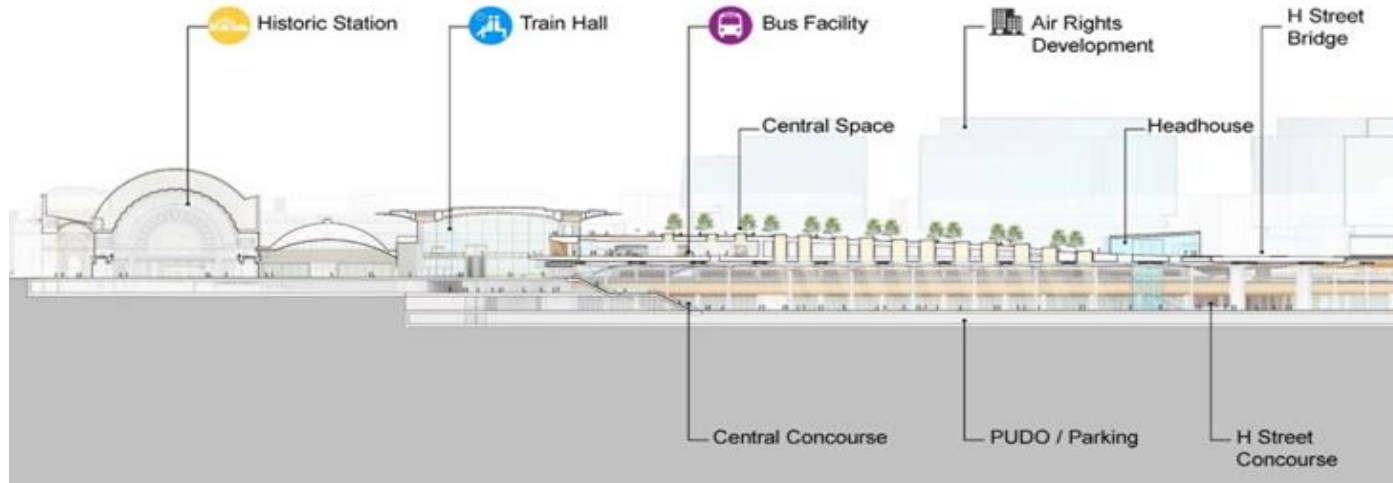 Historic Station
Train Hall
Bus Facility
Air Rights
Development
H Street
Bridge
Central Space
Headhouse
Central Concourse
PUDO / Parking
H Street
Concourse